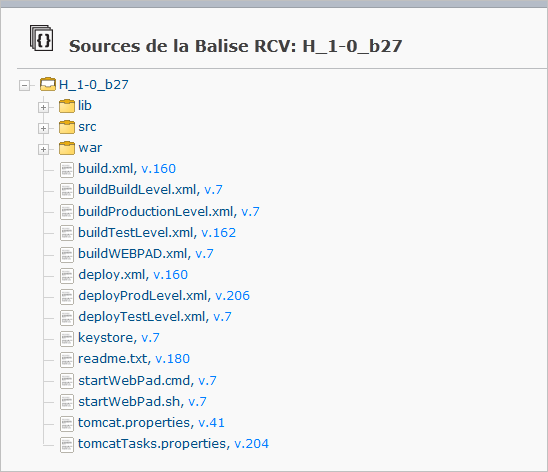 Sources de la Balise RCV: H_1-0_b27
H_1-0_b27
lib
src
war
build.xml, v.160
buildBuildLevel.xml, v.7
buildProductionLevel.xml, v.7
buildTestLevel.xml, v.162
buildWEBPAD.xml, v.7
deploy.xml, v.160
deployProdLevel.xml, v.206
deployTestLevel.xml, v.7
keystore, v.7
readme.txt, v.180
startWebPad.cmd, v.7
startWebPad.sh, v.7
tomcat.properties, v.41
tomcatTasks.properties, v.204